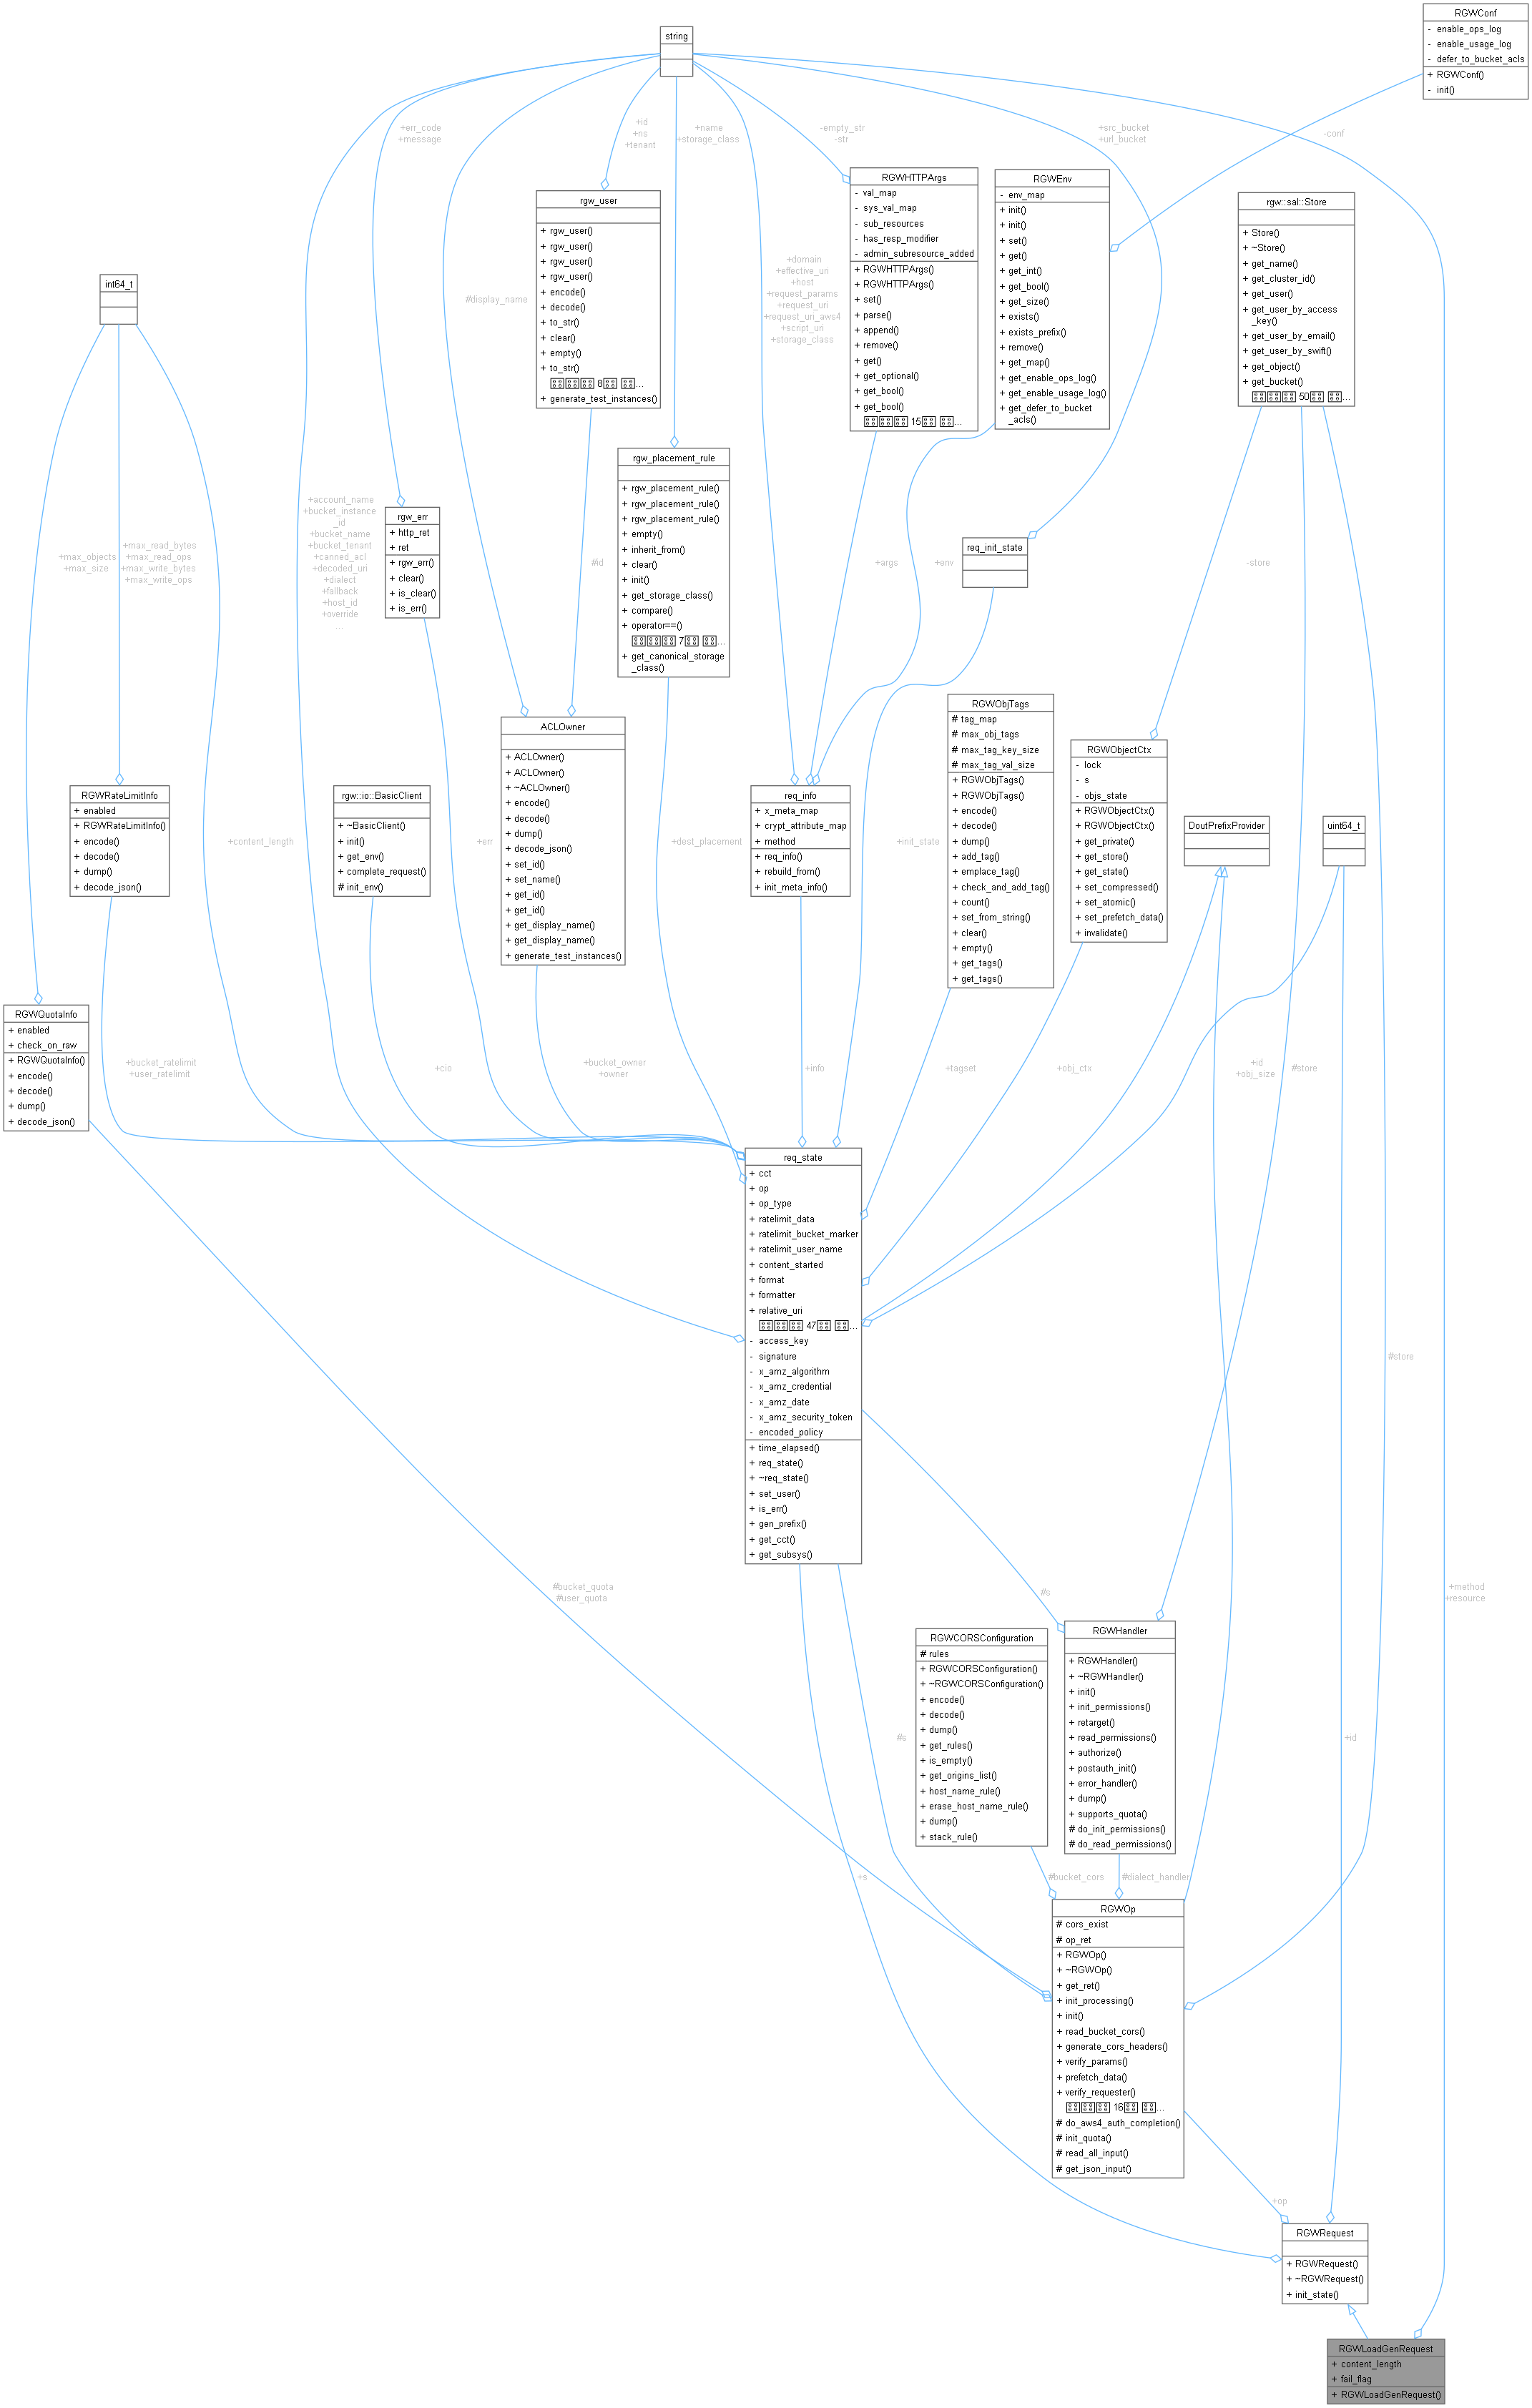 RGWConf
- enable_ops_log
- enable_usage_log
- defer_to_bucket_acls
+ RGWConf()
- init()
string
+err_code
+message
+id
+ns
+tenant
+name
+storage_class
-empty_str
-str
+src_bucket
+url_bucket
-conf
rgw_user
+ rgw_user()
+ rgw_user()
+ rgw_user()
+ rgw_user()
+ encode()
+ decode()
+ to_str()
+ clear()
+ empty()
+ to_str()
8 ...
+ generate_test_instances()
RGWHTTPArgs
- val_map
- sys_val_map
- sub_resources
- has_resp_modifier
- admin_subresource_added
+ RGWHTTPArgs()
+ RGWHTTPArgs()
+ set()
+ parse()
+ append()
+ remove()
+ get()
+ get_optional()
+ get_bool()
+ get_bool()
15 ...
RGWEnv
- env_map
+ init()
+ init()
+ set()
+ get()
+ get_int()
+ get_bool()
+ get_size()
+ exists()
+ exists_prefix()
+ remove()
+ get_map()
+ get_enable_ops_log()
+ get_enable_usage_log()
+ get_defer_to_bucket
_acls()
rgw::sal::Store
+ Store()
+ ~Store()
+ get_name()
+ get_cluster_id()
+ get_user()
+ get_user_by_access
_key()
+ get_user_by_email()
+ get_user_by_swift()
+ get_object()
+ get_bucket()
50 ...
int64_t
#display_name
+domain
+effective_uri
+host
+request_params
+request_uri
+request_uri_aws4
+script_uri
+storage_class
+account_name
+bucket_instance
_id
+bucket_name
+bucket_tenant
+canned_acl
+decoded_uri
+dialect
+fallback
+host_id
+override
...
rgw_err
+ http_ret
+ ret
+ rgw_err()
+ clear()
+ is_clear()
+ is_err()
rgw_placement_rule
+ rgw_placement_rule()
+ rgw_placement_rule()
+ rgw_placement_rule()
+ empty()
+ inherit_from()
+ clear()
+ init()
+ get_storage_class()
+ compare()
+ operator==()
7 ...
+ get_canonical_storage
_class()
+max_objects
+max_size
+max_read_bytes
+max_read_ops
+max_write_bytes
+max_write_ops
#id
+args
+env
req_init_state
-store
RGWRateLimitInfo
+ enabled
+ RGWRateLimitInfo()
+ encode()
+ decode()
+ dump()
+ decode_json()
+content_length
rgw::io::BasicClient
+ ~BasicClient()
+ init()
+ get_env()
+ complete_request()
# init_env()
+err
ACLOwner
+ ACLOwner()
+ ACLOwner()
+ ~ACLOwner()
+ encode()
+ decode()
+ dump()
+ decode_json()
+ set_id()
+ set_name()
+ get_id()
+ get_id()
+ get_display_name()
+ get_display_name()
+ generate_test_instances()
+dest_placement
req_info
+ x_meta_map
+ crypt_attribute_map
+ method
+ req_info()
+ rebuild_from()
+ init_meta_info()
+init_state
RGWObjTags
# tag_map
# max_obj_tags
# max_tag_key_size
# max_tag_val_size
+ RGWObjTags()
+ RGWObjTags()
+ encode()
+ decode()
+ dump()
+ add_tag()
+ emplace_tag()
+ check_and_add_tag()
+ count()
+ set_from_string()
+ clear()
+ empty()
+ get_tags()
+ get_tags()
RGWObjectCtx
- lock
- s
- objs_state
+ RGWObjectCtx()
+ RGWObjectCtx()
+ get_private()
+ get_store()
+ get_state()
+ set_compressed()
+ set_atomic()
+ set_prefetch_data()
+ invalidate()
DoutPrefixProvider
uint64_t
RGWQuotaInfo
+ enabled
+ check_on_raw
+ RGWQuotaInfo()
+ encode()
+ decode()
+ dump()
+ decode_json()
+bucket_ratelimit
+user_ratelimit
+cio
+bucket_owner
+owner
+info
+tagset
+obj_ctx
+id
+obj_size
#store
req_state
+ cct
+ op
+ op_type
+ ratelimit_data
+ ratelimit_bucket_marker
+ ratelimit_user_name
+ content_started
+ format
+ formatter
+ relative_uri
47 ...
- access_key
- signature
- x_amz_algorithm
- x_amz_credential
- x_amz_date
- x_amz_security_token
- encoded_policy
+ time_elapsed()
+ req_state()
+ ~req_state()
+ set_user()
+ is_err()
+ gen_prefix()
+ get_cct()
+ get_subsys()
#store
#bucket_quota
#user_quota
#s
+method
+resource
RGWCORSConfiguration
# rules
+ RGWCORSConfiguration()
+ ~RGWCORSConfiguration()
+ encode()
+ decode()
+ dump()
+ get_rules()
+ is_empty()
+ get_origins_list()
+ host_name_rule()
+ erase_host_name_rule()
+ dump()
+ stack_rule()
RGWHandler
+ RGWHandler()
+ ~RGWHandler()
+ init()
+ init_permissions()
+ retarget()
+ read_permissions()
+ authorize()
+ postauth_init()
+ error_handler()
+ dump()
+ supports_quota()
# do_init_permissions()
# do_read_permissions()
#s
+id
+s
#bucket_cors
#dialect_handler
RGWOp
# cors_exist
# op_ret
+ RGWOp()
+ ~RGWOp()
+ get_ret()
+ init_processing()
+ init()
+ read_bucket_cors()
+ generate_cors_headers()
+ verify_params()
+ prefetch_data()
+ verify_requester()
16 ...
# do_aws4_auth_completion()
# init_quota()
# read_all_input()
# get_json_input()
+op
RGWRequest
+ RGWRequest()
+ ~RGWRequest()
+ init_state()
RGWLoadGenRequest
+ content_length
+ fail_flag
+ RGWLoadGenRequest()